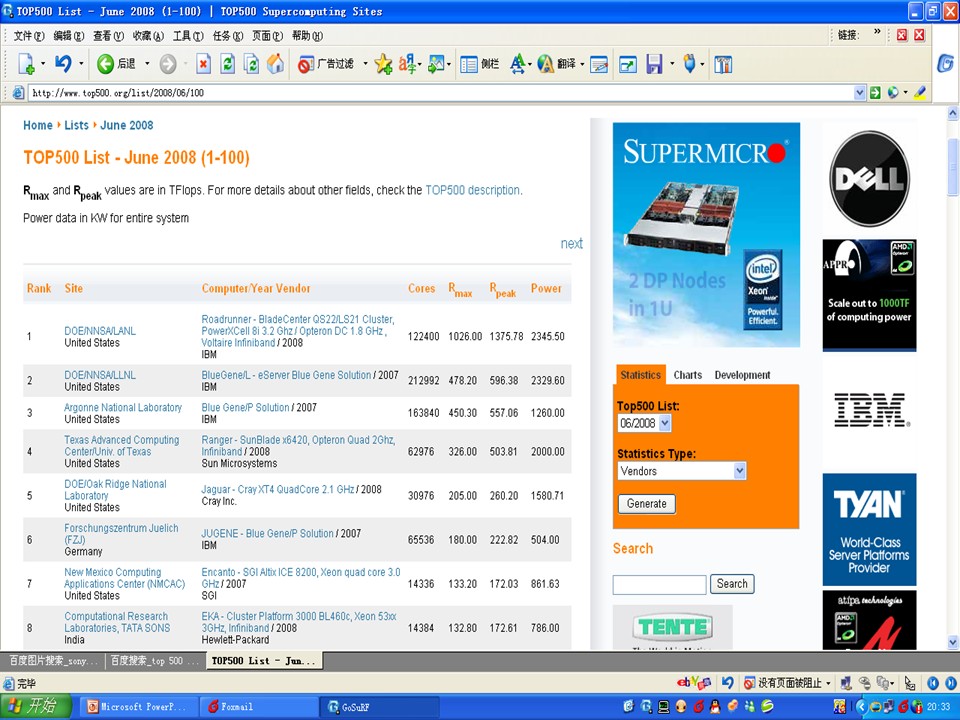 TOP500 List - June 2008 (1-100) | TOP500 Supercomputing Sites
文件(F) 编辑(E) 查看(V) 收藏(A) 工具(T) 任务(K) 页面(P) 帮助(H) 链接: »
后退 广告过滤 侧栏 翻译
http://www.top500.org/list/2008/06/100
Home Lists June 2008
TOP500 List - June 2008 (1-100)
Rmax and Rpeak values are in TFlops. For more details about other fields, check the TOP500 description.
Power data in KW for entire system
next
Rank Site Computer/Year Vendor Cores Rmax Rpeak Power
1 DOE/NNSA/LANL
United States
Roadrunner - BladeCenter QS22/LS21 Cluster,
PowerXCell 8i 3.2 Ghz / Opteron DC 1.8 GHz ,
Voltaire Infiniband / 2008
IBM
122400 1026.00 1375.78 2345.50
2 DOE/NNSA/LLNL
United States
BlueGene/L - eServer Blue Gene Solution / 2007
IBM
212992 478.20 596.38 2329.60
3 Argonne National Laboratory
United States
Blue Gene/P Solution / 2007
IBM
163840 450.30 557.06 1260.00
4 Texas Advanced Computing
Center/Univ. of Texas
United States
Ranger - SunBlade x6420, Opteron Quad 2Ghz,
Infiniband / 2008
Sun Microsystems
62976 326.00 503.81 2000.00
5 DOE/Oak Ridge National
Laboratory
United States
Jaguar - Cray XT4 QuadCore 2.1 GHz / 2008
Cray Inc.
30976 205.00 260.20 1580.71
6 Forschungszentrum Juelich
(FZJ)
Germany
JUGENE - Blue Gene/P Solution / 2007
IBM
65536 180.00 222.82 504.00
7 New Mexico Computing
Applications Center (NMCAC)
United States
Encanto - SGI Altix ICE 8200, Xeon quad core 3.0
GHz / 2007
SGI
14336 133.20 172.03 861.63
8 Computational Research
Laboratories, TATA SONS
India
EKA - Cluster Platform 3000 BL460c, Xeon 53xx
3GHz, Infiniband / 2008
Hewlett-Packard
14384 132.80 172.61 786.00
SUPERMICRO
2 DP Nodes
in 1U
intel
Xeon
inside
Powerful.
Efficient.
Statistics Charts Development
Top500 List:
06/2008
Statistics Type:
Vendors
Generate
Search
Search
TENTE
DELL
APPRO
AMD
Opteron
Scale out to 1000TF
of computing power
IBM
TYAN
World-Class
Server Platforms
Provider
atipa technologies
AMD
Opteron
百度图片搜索_sony... 百度搜索_top 500 ... TOP500 List - Jun...
完毕 ebY 没有页面被阻止
开始 Microsoft PowerP... Foxmail GoSuRF 20:33